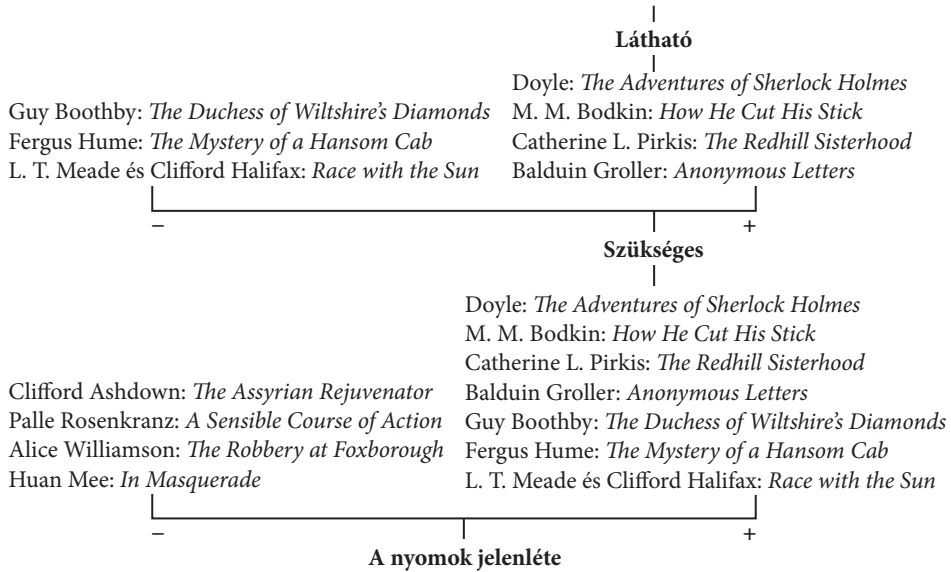 Látható
Guy Boothby: The Duchess of Wiltshire’s Diamonds
Fergus Hume: The Mystery of a Hansom Cab
L. T. Meade és Clifford Halifax: Race with the Sun
Doyle: The Adventures of Sherlock Holmes
M. M. Bodkin: How He Cut His Stick
Catherine L. Pirkis: The Redhill Sisterhood
Balduin Groller: Anonymous Letters
– +
Szükséges
Clifford Ashdown: The Assyrian Rejuvenator
Palle Rosenkranz: A Sensible Course of Action
Alice Williamson: The Robbery at Foxborough
Huan Mee: In Masquerade
Doyle: The Adventures of Sherlock Holmes
M. M. Bodkin: How He Cut His Stick
Catherine L. Pirkis: The Redhill Sisterhood
Balduin Groller: Anonymous Letters
Guy Boothby: The Duchess of Wiltshire’s Diamonds
Fergus Hume: The Mystery of a Hansom Cab
L. T. Meade és Clifford Halifax: Race with the Sun
– +
A nyomok jelenléte